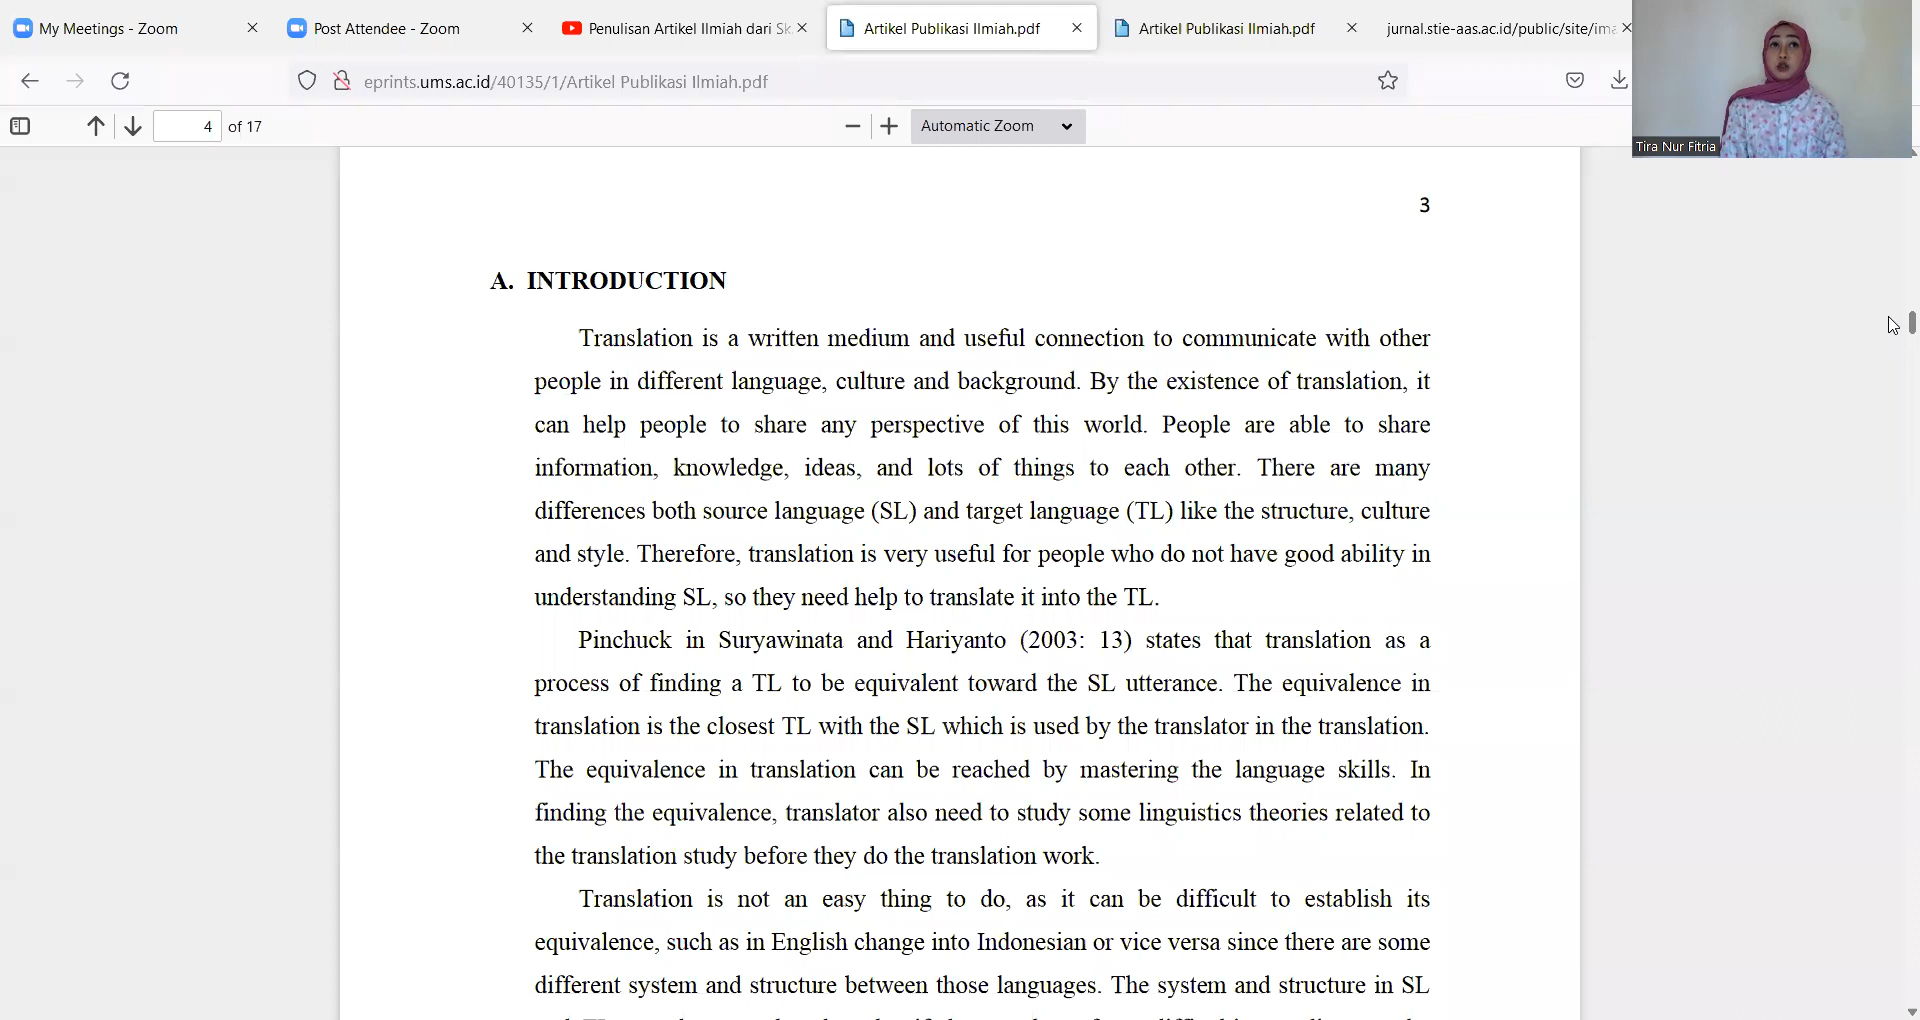 My Meetings - Zoom
Post Attendee - Zoom
Penulisan Artikel Ilmiah dari Sk
Artikel Publikasi Ilmiah.pdf
Artikel Publikasi Ilmiah.pdf
jurnal.stie-aas.ac.id/public/site/ima
eprints.ums.ac.id/40135/1/Artikel Publikasi Ilmiah.pdf
4 of 17
Automatic Zoom
Tira Nur Fitria
3
A. INTRODUCTION
Translation is a written medium and useful connection to communicate with other
people in different language, culture and background. By the existence of translation, it
can help people to share any perspective of this world. People are able to share
information, knowledge, ideas, and lots of things to each other. There are many
differences both source language (SL) and target language (TL) like the structure, culture
and style. Therefore, translation is very useful for people who do not have good ability in
understanding SL, so they need help to translate it into the TL.
Pinchuck in Suryawinata and Hariyanto (2003: 13) states that translation as a
process of finding a TL to be equivalent toward the SL utterance. The equivalence in
translation is the closest TL with the SL which is used by the translator in the translation.
The equivalence in translation can be reached by mastering the language skills. In
finding the equivalence, translator also need to study some linguistics theories related to
the translation study before they do the translation work.
Translation is not an easy thing to do, as it can be difficult to establish its
equivalence, such as in English change into Indonesian or vice versa since there are some
different system and structure between those languages. The system and structure in SL